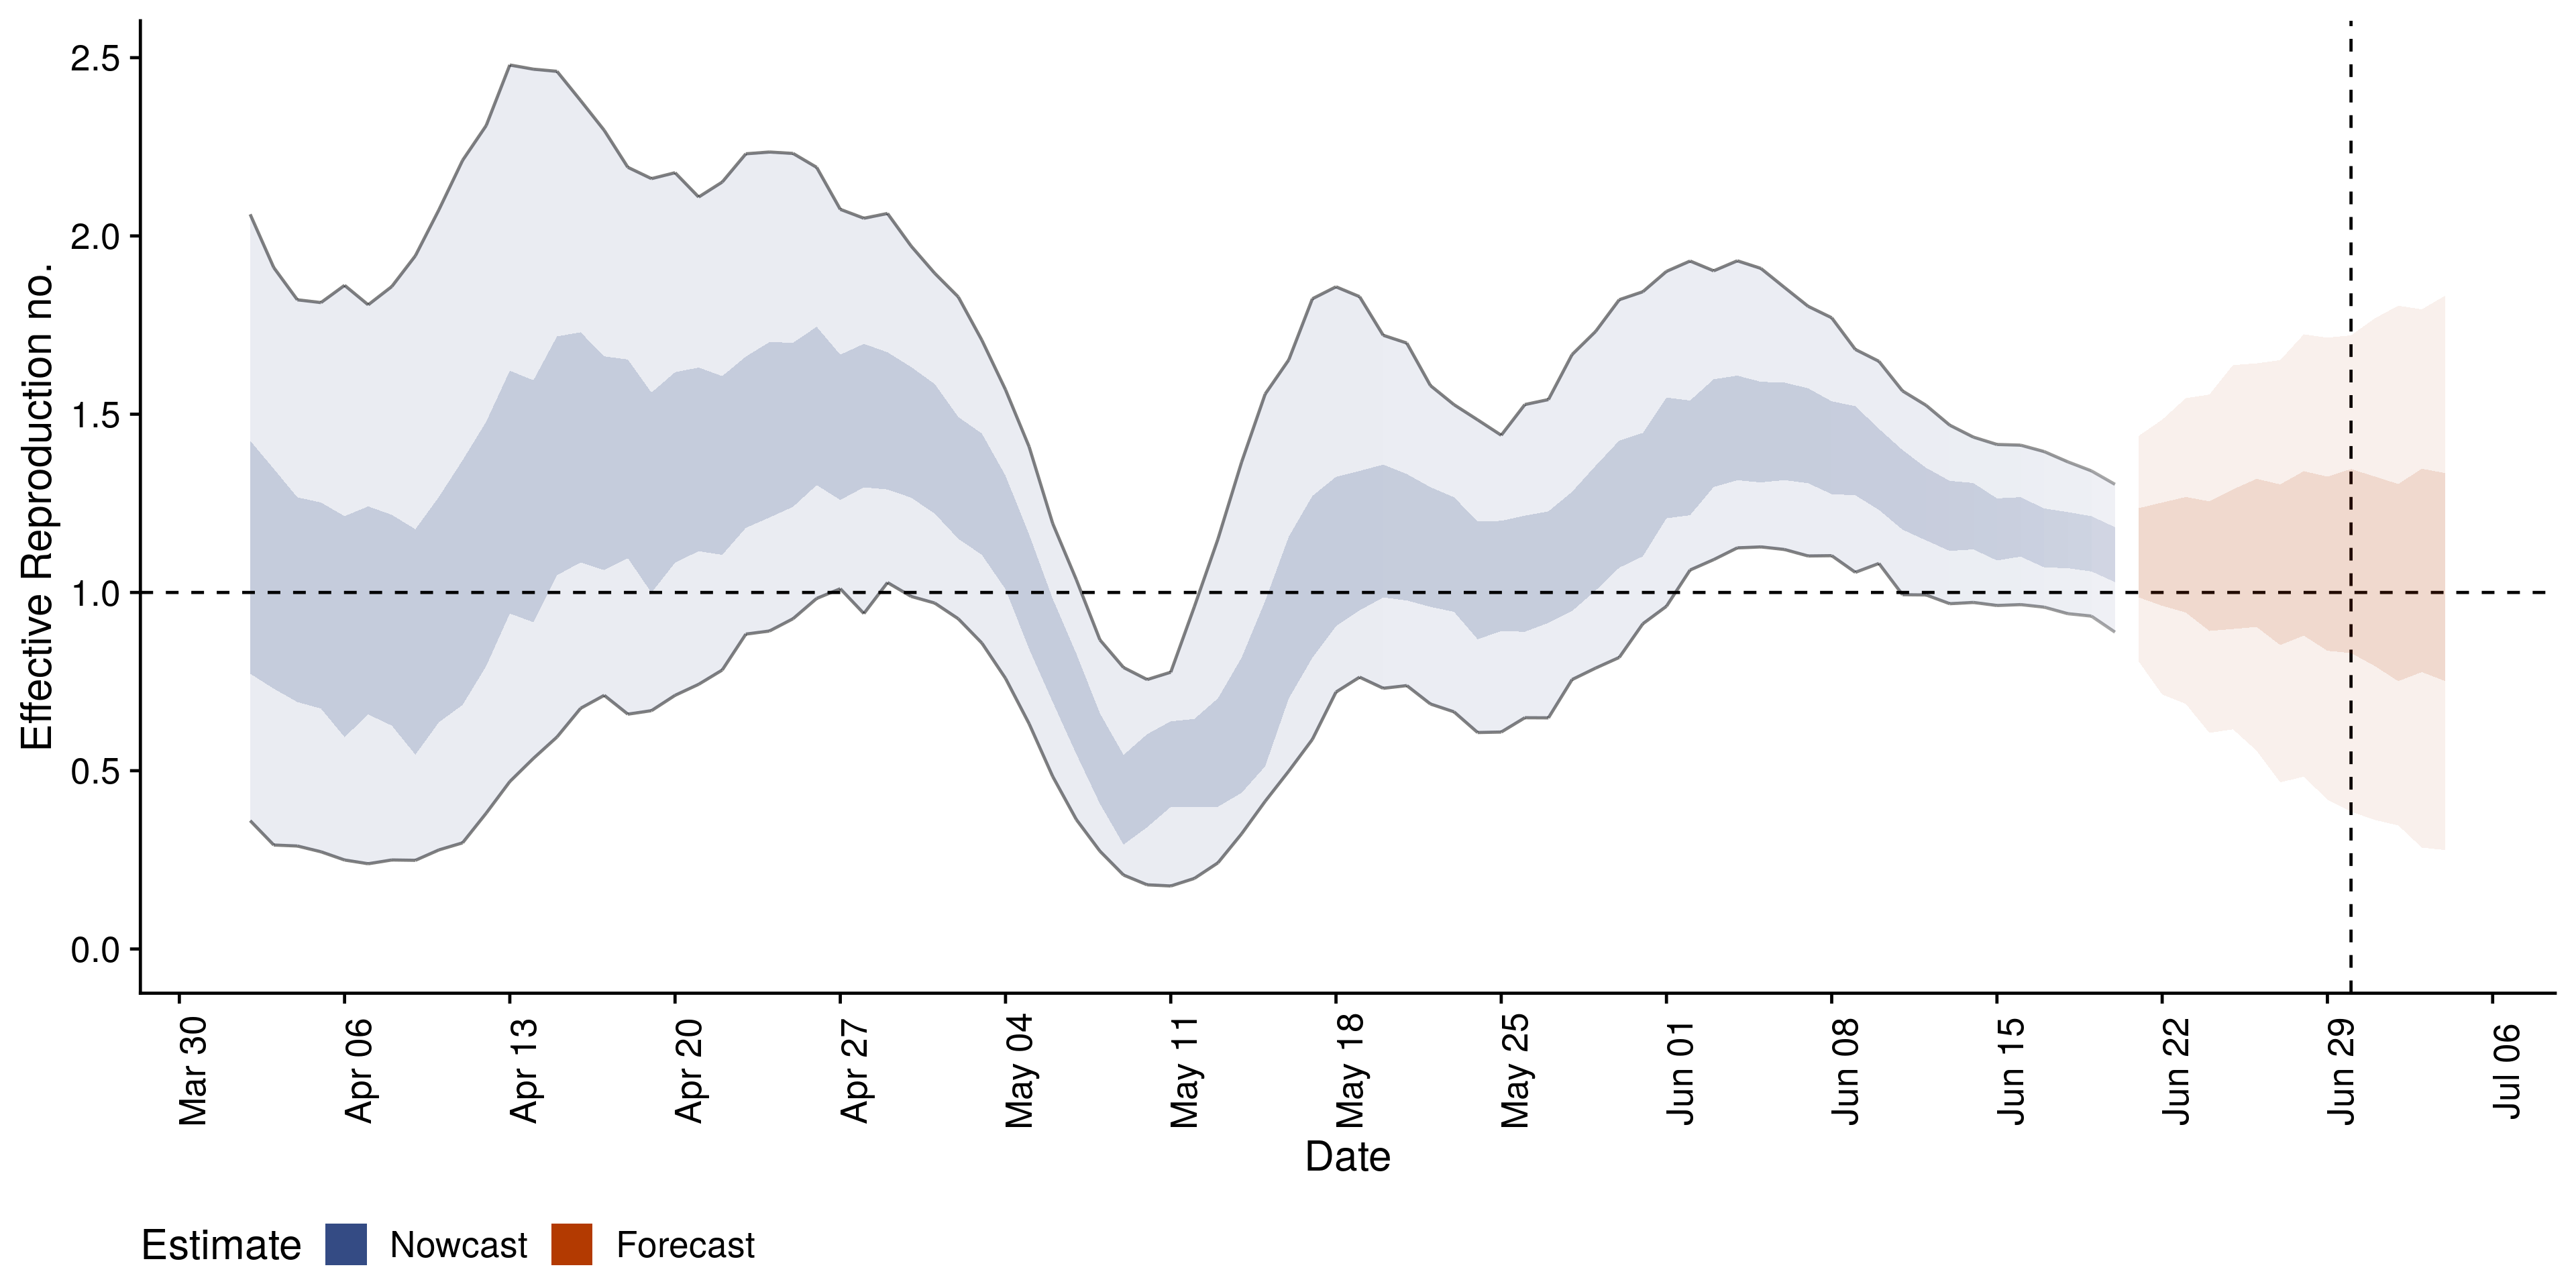 Effective Reproduction no.
2.5
2.0
1.5
1.0
0.5
0.0
Mar 30
Apr 06
Apr 13
Apr 20
Apr 27
May 04
May 11
May 18
May 25
Jun 01
Jun 08
Jun 15
Jun 22
Jun 29
Jul 06
Date
Estimate Nowcast Forecast